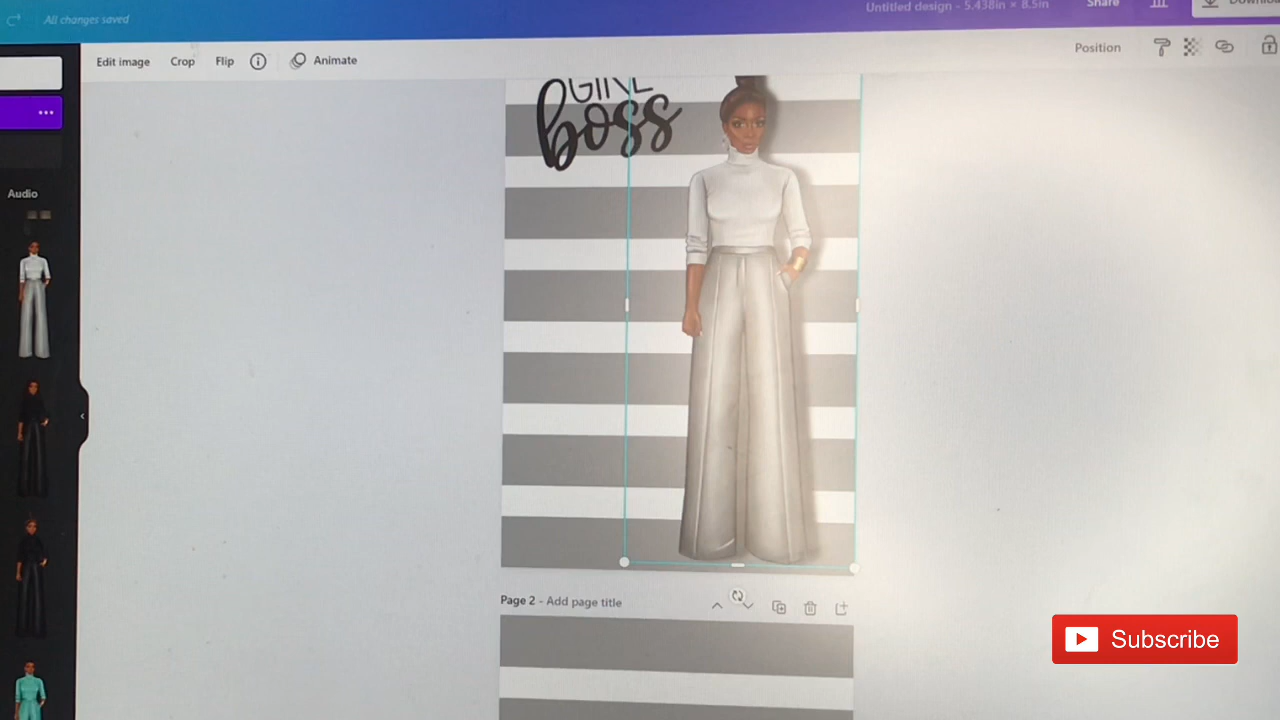 All changes saved
Untitled design - 5.438in × 8.5in
Share
Download
Edit image
Crop
Flip
Animate
Position
GIRL
boss
Audio
Page 2 - Add page title
Subscribe